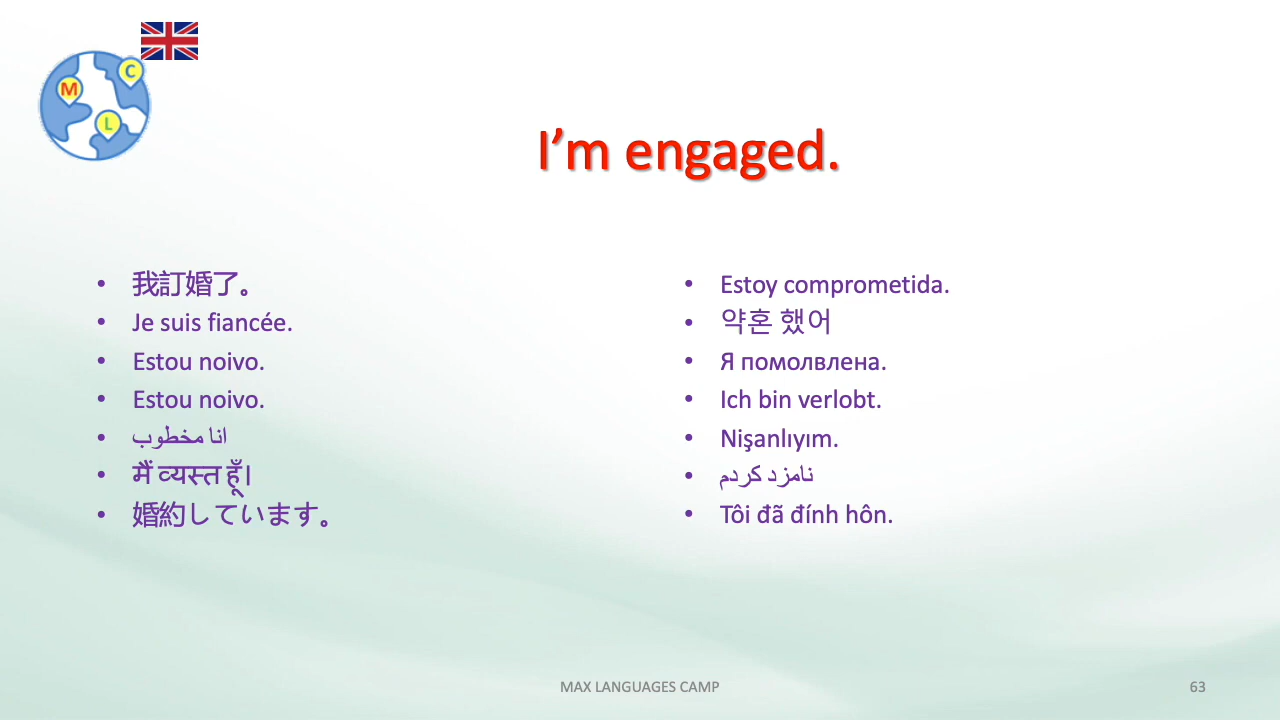 M
C
L
I’m engaged.
• 我訂婚了。
• Je suis fiancée.
• Estou noivo.
• Estou noivo.
• انا مخطوب
• मैं व्यस्त हूँ।
• 婚約しています。
• Estoy comprometida.
• 약혼 했어
• Я помолвлена.
• Ich bin verlobt.
• Nişanlıyım.
• نامزد کردم
• Tôi đã đính hôn.
MAX LANGUAGES CAMP
63